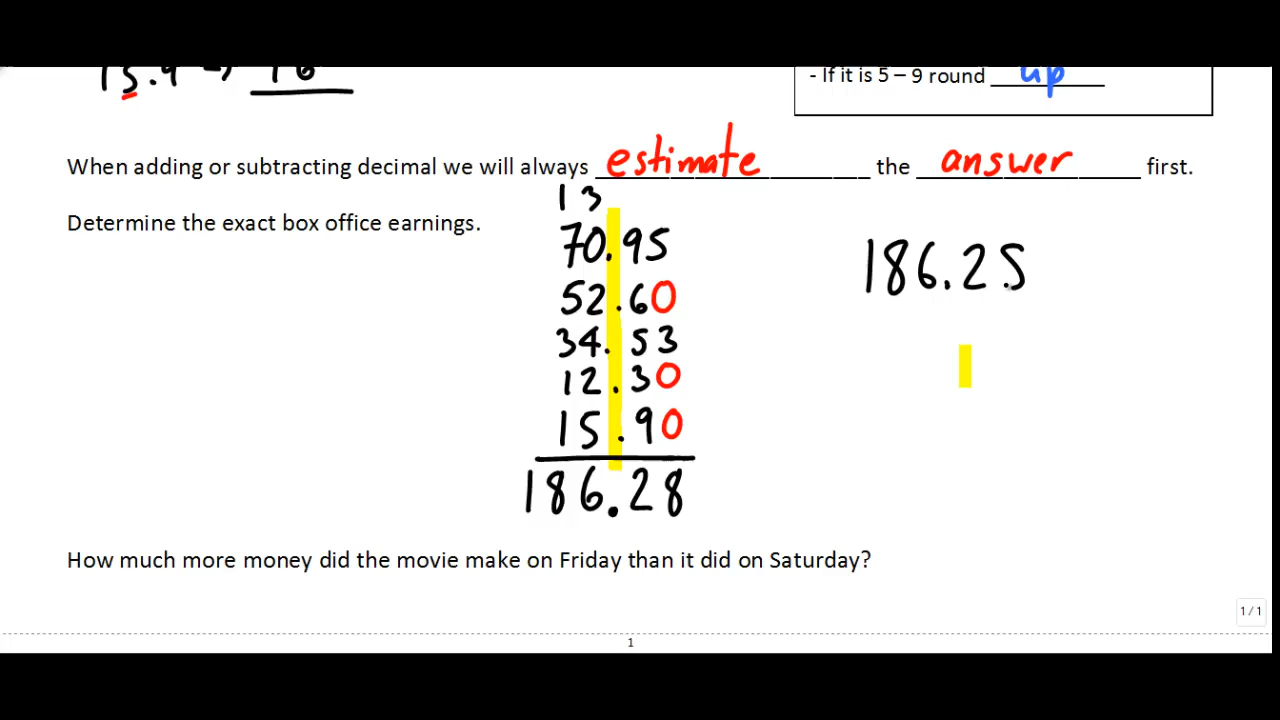 15.9 → 16
- If it is 5 – 9 round up
When adding or subtracting decimal we will always estimate the answer first.
Determine the exact box office earnings.
1 3
70.95
52.60
34.53
12.30
15.90
186.28
186.25
How much more money did the movie make on Friday than it did on Saturday?
1 / 1
1